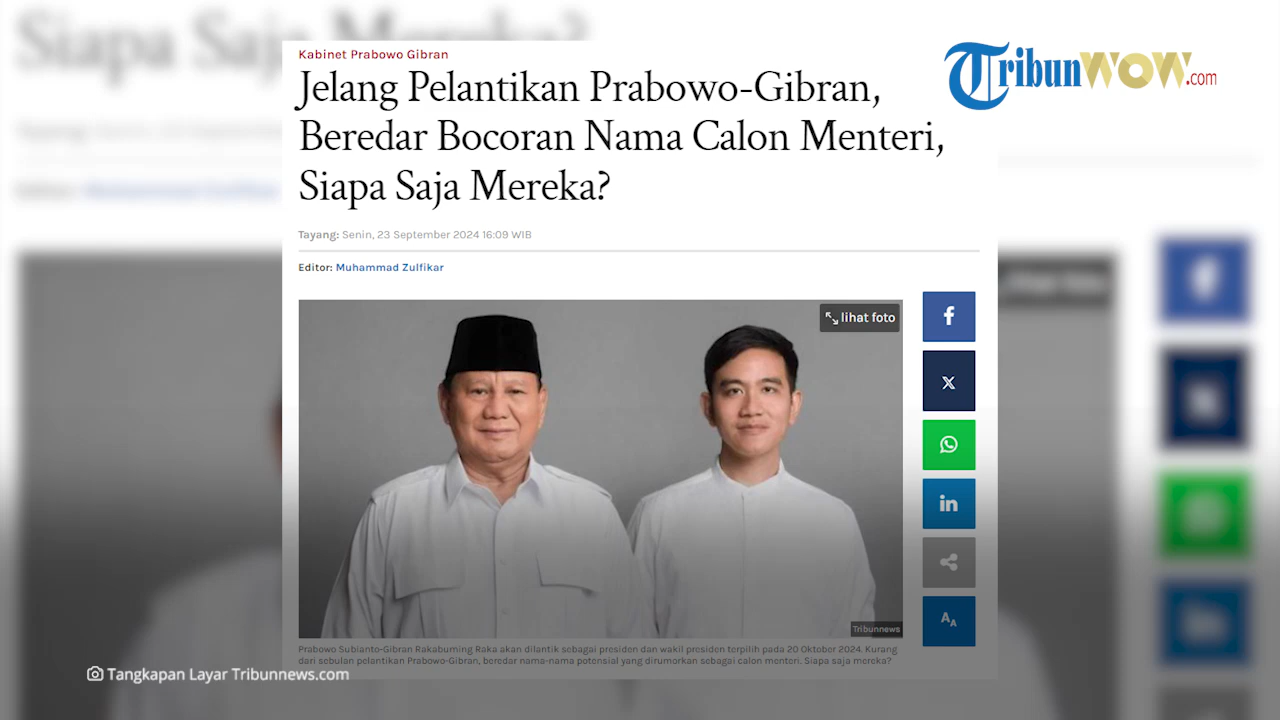 Siapa Saja Mereka?
TribunWOW.com
Kabinet Prabowo Gibran
Jelang Pelantikan Prabowo-Gibran,
Beredar Bocoran Nama Calon Menteri,
Siapa Saja Mereka?
Tayang: Senin, 23 September 2024 16:09 WIB
Editor: Muhammad Zulfikar
lihat foto
Tribunnews
Prabowo Subianto-Gibran Rakabuming Raka akan dilantik sebagai presiden dan wakil presiden terpilih pada 20 Oktober 2024. Kurang
dari sebulan pelantikan Prabowo-Gibran, beredar nama-nama potensial yang dirumorkan sebagai calon menteri. Siapa saja mereka?
Tangkapan Layar Tribunnews.com